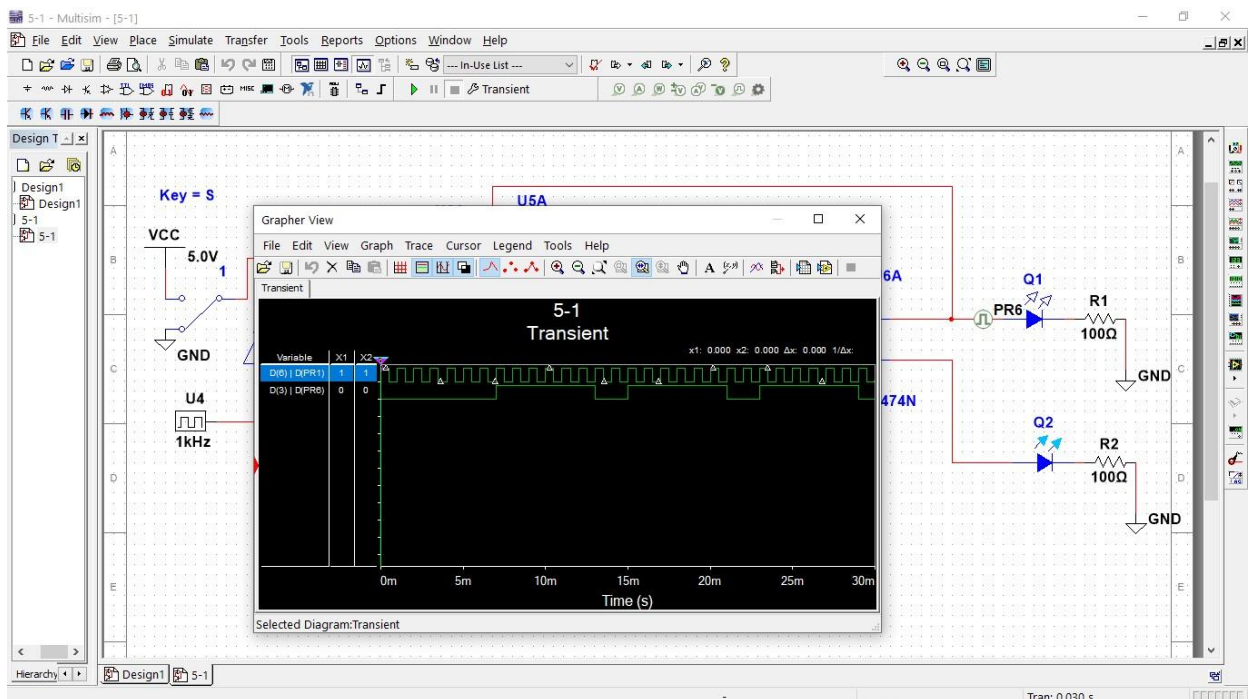 5-1 - Multisim - [5-1]
File Edit View Place Simulate Transfer Tools Reports Options Window Help
--- In-Use List ---
MISC
Transient
Design T
Design1
Design1
5-1
5-1
A
B
C
D
E
Key = S
U5A
VCC
5.0V
1
GND
U4
1kHz
Grapher View
File Edit View Graph Trace Cursor Legend Tools Help
Transient
5-1
Transient
x1: 0.000 x2: 0.000 Δx: 0.000 1/Δx:
Variable X1 X2
D(6) | D(PR1) 1 1
D(3) | D(PR6) 0 0
0m 5m 10m 15m 20m 25m 30m
Time (s)
Selected Diagram:Transient
6A
PR6
Q1
R1
100Ω
GND
474N
Q2
R2
100Ω
GND
A
B
C
D
E
Hierarchy
Design1 5-1
Tran: 0.030 s